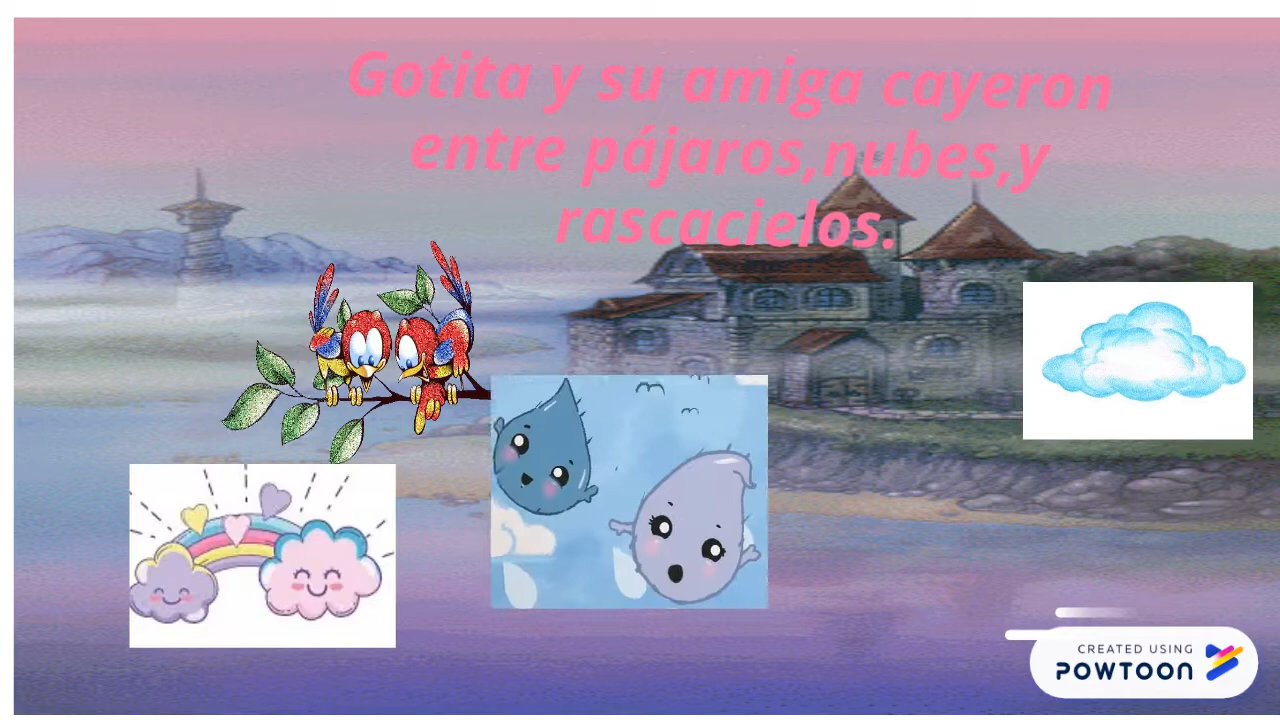 Gotita y su amiga cayeron
entre pájaros,nubes,y
rascacielos.
CREATED USING
POWTOON